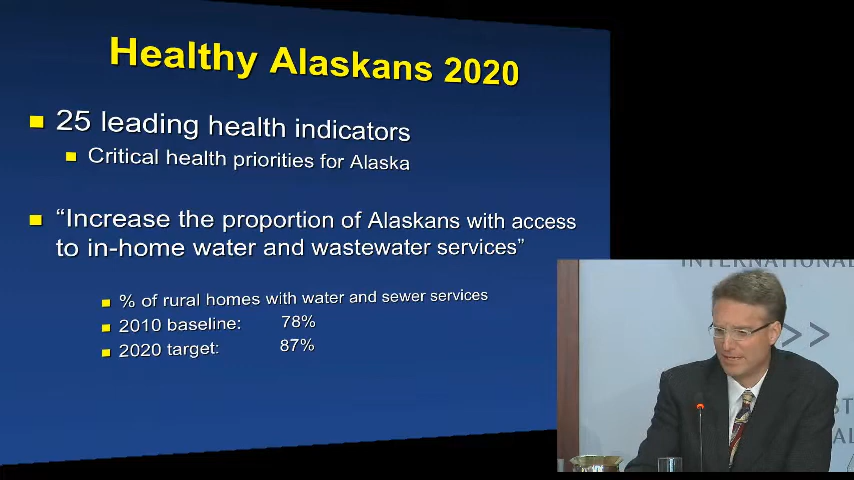 Healthy Alaskans 2020
25 leading health indicators
Critical health priorities for Alaska
“Increase the proportion of Alaskans with access
to in-home water and wastewater services”
% of rural homes with water and sewer services
2010 baseline: 78%
2020 target: 87%
INTERNATIONAL
>>
ST
AL